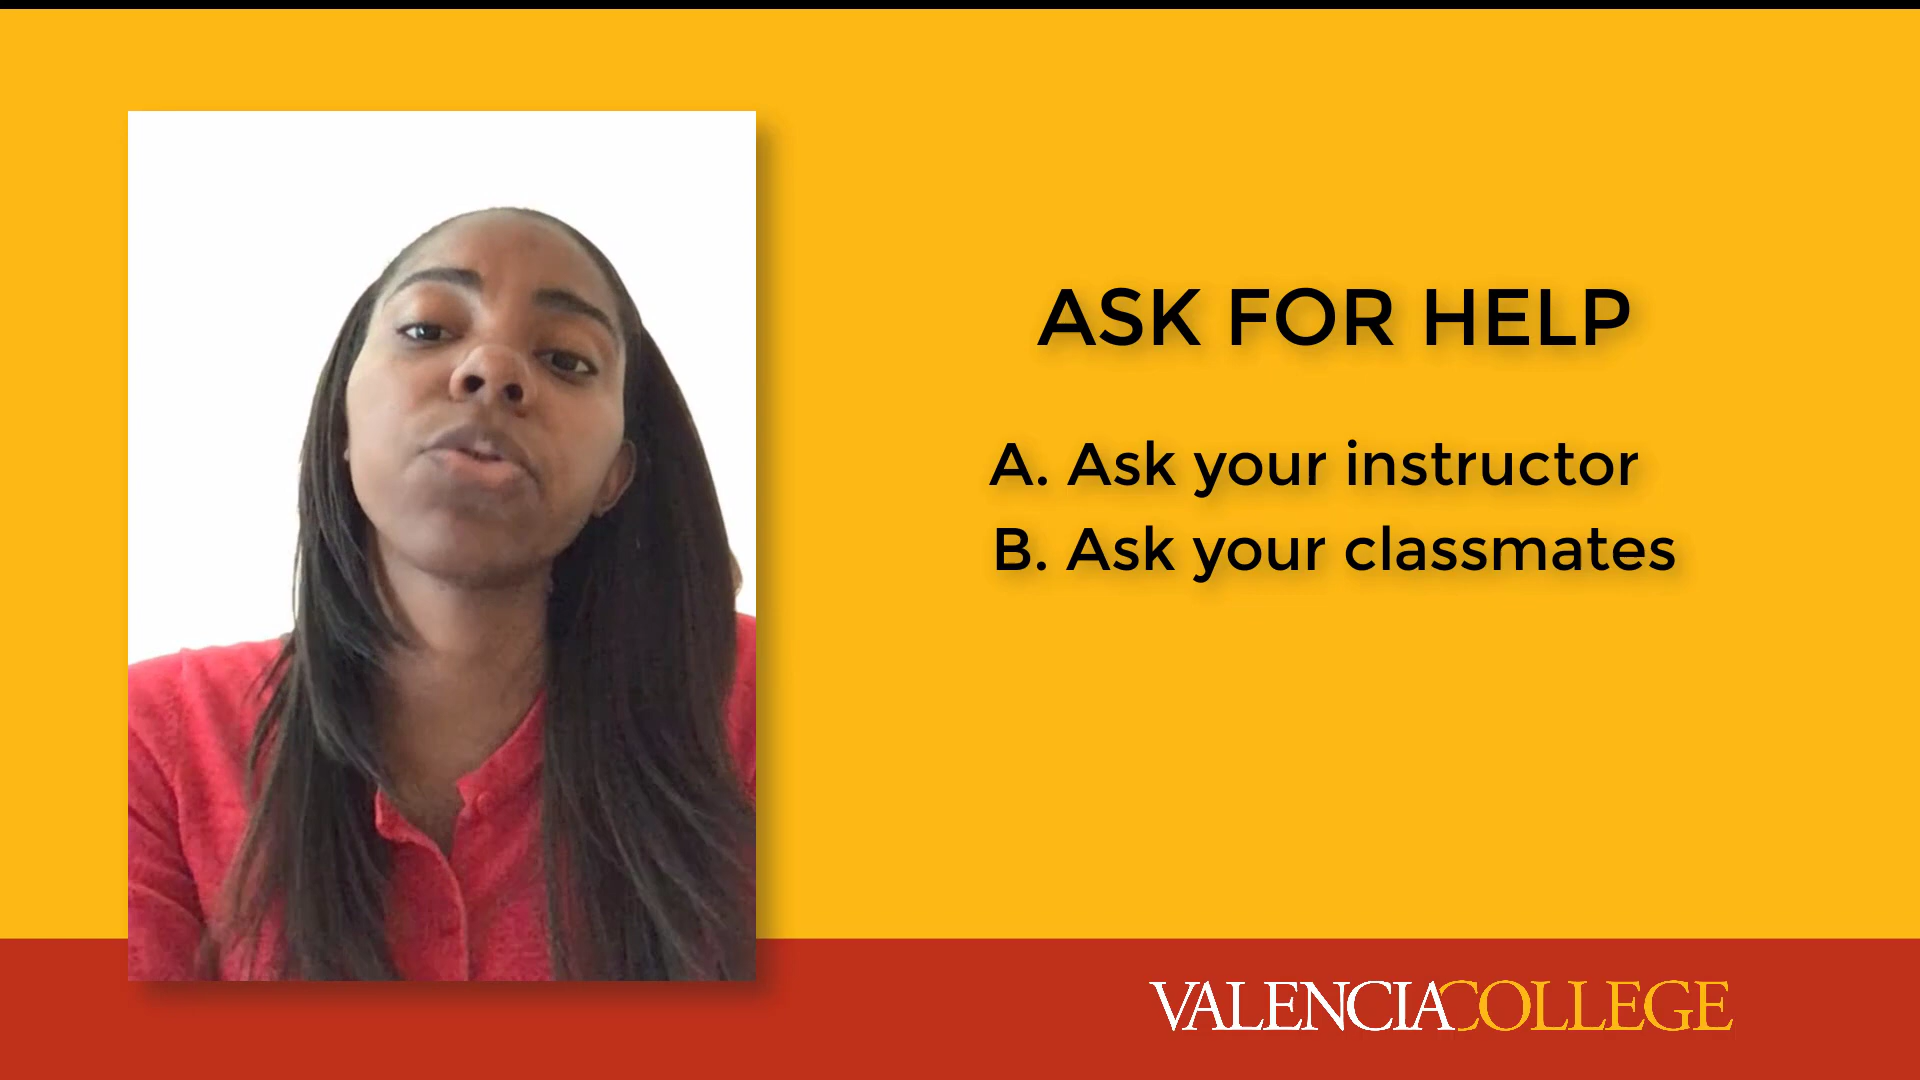 ASK FOR HELP
A. Ask your instructor
B. Ask your classmates
VALENCIACOLLEGE